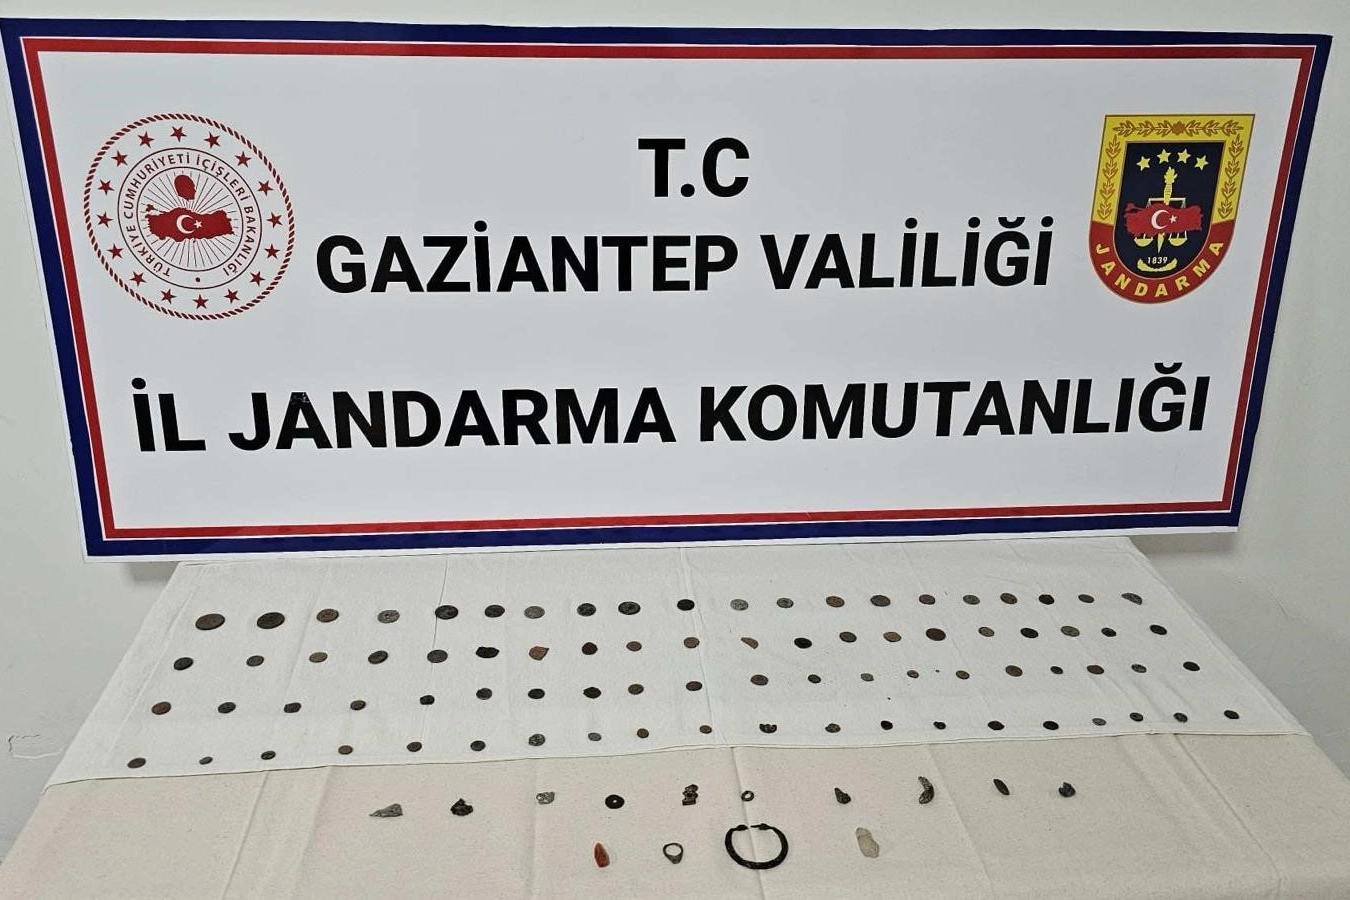 T.C
GAZİANTEP VALİLİĞİ
İL JANDARMA KOMUTANLIĞI
TÜRKİYE CUMHURİYETİ İÇİŞLERİ BAKANLIĞI
1839
JANDARMA